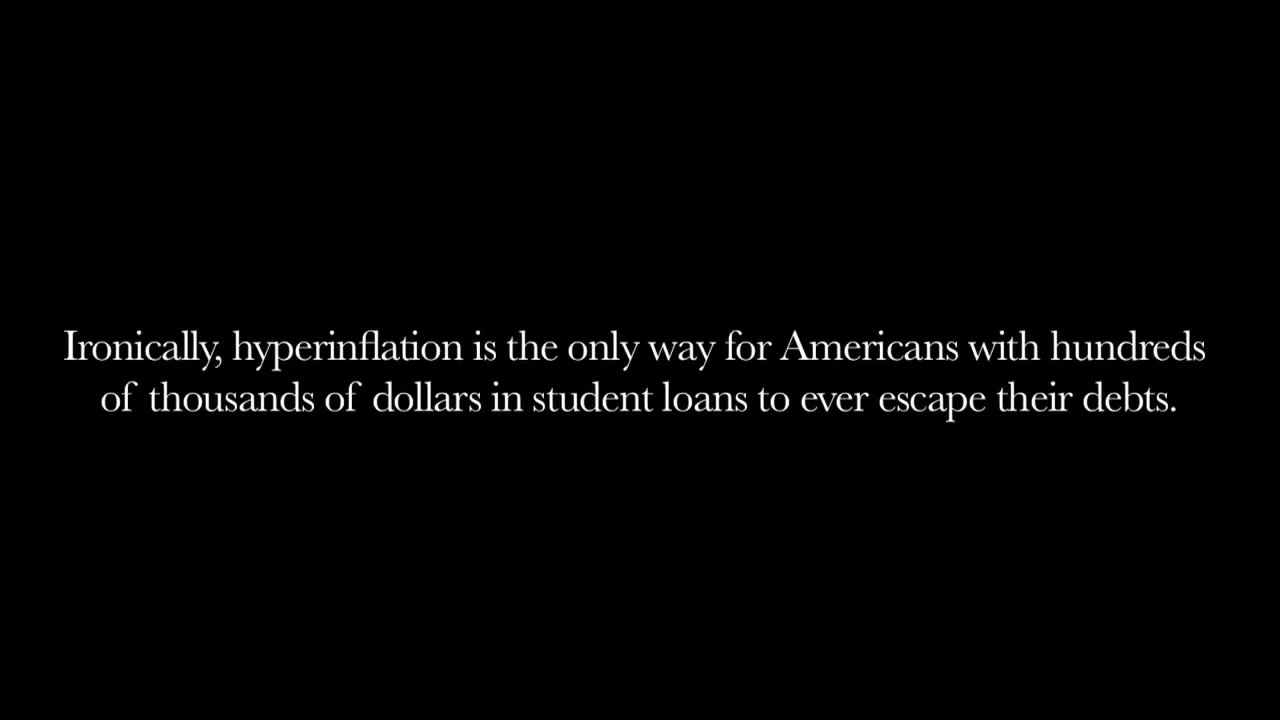 Ironically, hyperinflation is the only way for Americans with hundreds
of thousands of dollars in student loans to ever escape their debts.